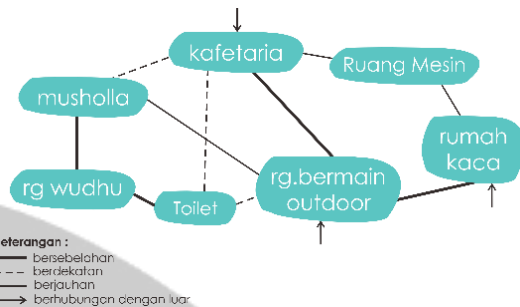 kafetaria
Ruang Mesin
musholla
rumah
kaca
rg wudhu
Toilet
rg.bermain
outdoor
eterangan :
bersebelahan
berdekatan
berjauhan
berhubungan dengan luar